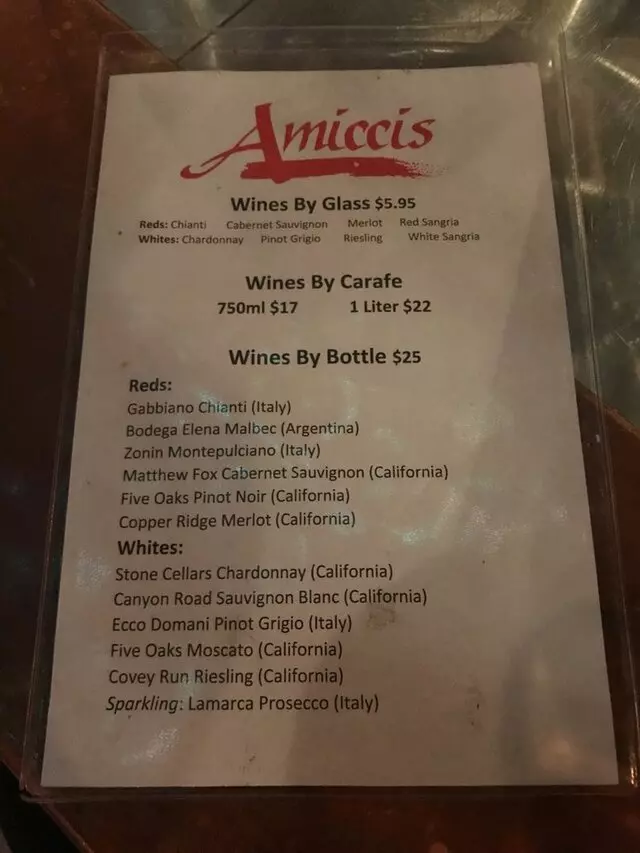 Amiccis
Wines By Glass $5.95
Reds: Chianti Cabernet Sauvignon Merlot Red Sangria
Whites: Chardonnay Pinot Grigio Riesling White Sangria
Wines By Carafe
750ml $17 1 Liter $22
Wines By Bottle $25
Reds:
Gabbiano Chianti (Italy)
Bodega Elena Malbec (Argentina)
Zonin Montepulciano (Italy)
Matthew Fox Cabernet Sauvignon (California)
Five Oaks Pinot Noir (California)
Copper Ridge Merlot (California)
Whites:
Stone Cellars Chardonnay (California)
Canyon Road Sauvignon Blanc (California)
Ecco Domani Pinot Grigio (Italy)
Five Oaks Moscato (California)
Covey Run Riesling (California)
Sparkling: Lamarca Prosecco (Italy)